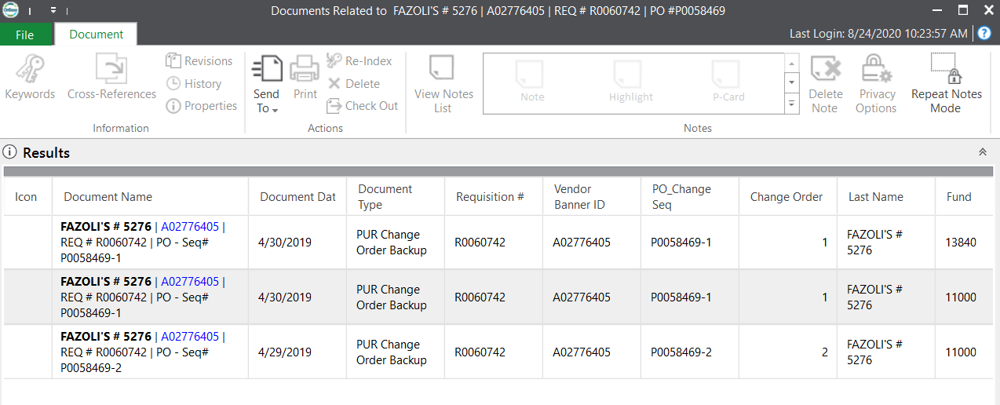 Documents Related to FAZOLI'S # 5276 | A02776405 | REQ # R0060742 | PO #P0058469
File
Document
Last Login: 8/24/2020 10:23:57 AM
?
Keywords
Cross-References
Revisions
History
Properties
Information
Send
To
Print
Re-Index
Delete
Check Out
Actions
View Notes
List
Note
Highlight
P-Card
Delete
Note
Privacy
Options
Repeat Notes
Mode
Notes
Results
Icon
Document Name
Document Dat
Document
Type
Requisition #
Vendor
Banner ID
PO_Change
Seq
Change Order
Last Name
Fund
FAZOLI'S # 5276 | A02776405 |
REQ # R0060742 | PO - Seq#
P0058469-1
4/30/2019
PUR Change
Order Backup
R0060742
A02776405
P0058469-1
1
FAZOLI'S #
5276
13840
FAZOLI'S # 5276 | A02776405 |
REQ # R0060742 | PO - Seq#
P0058469-1
4/30/2019
PUR Change
Order Backup
R0060742
A02776405
P0058469-1
1
FAZOLI'S #
5276
11000
FAZOLI'S # 5276 | A02776405 |
REQ # R0060742 | PO - Seq#
P0058469-2
4/29/2019
PUR Change
Order Backup
R0060742
A02776405
P0058469-2
2
FAZOLI'S #
5276
11000